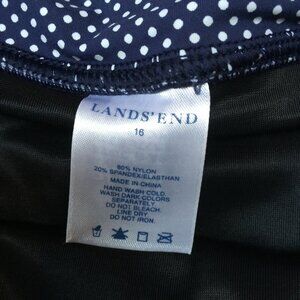 LANDS' END
16
80% NYLON
20% SPANDEX/ELASTHAN
MADE IN CHINA
HAND WASH COLD.
WASH DARK COLORS
SEPARATELY.
DO NOT BLEACH.
LINE DRY.
DO NOT IRON.